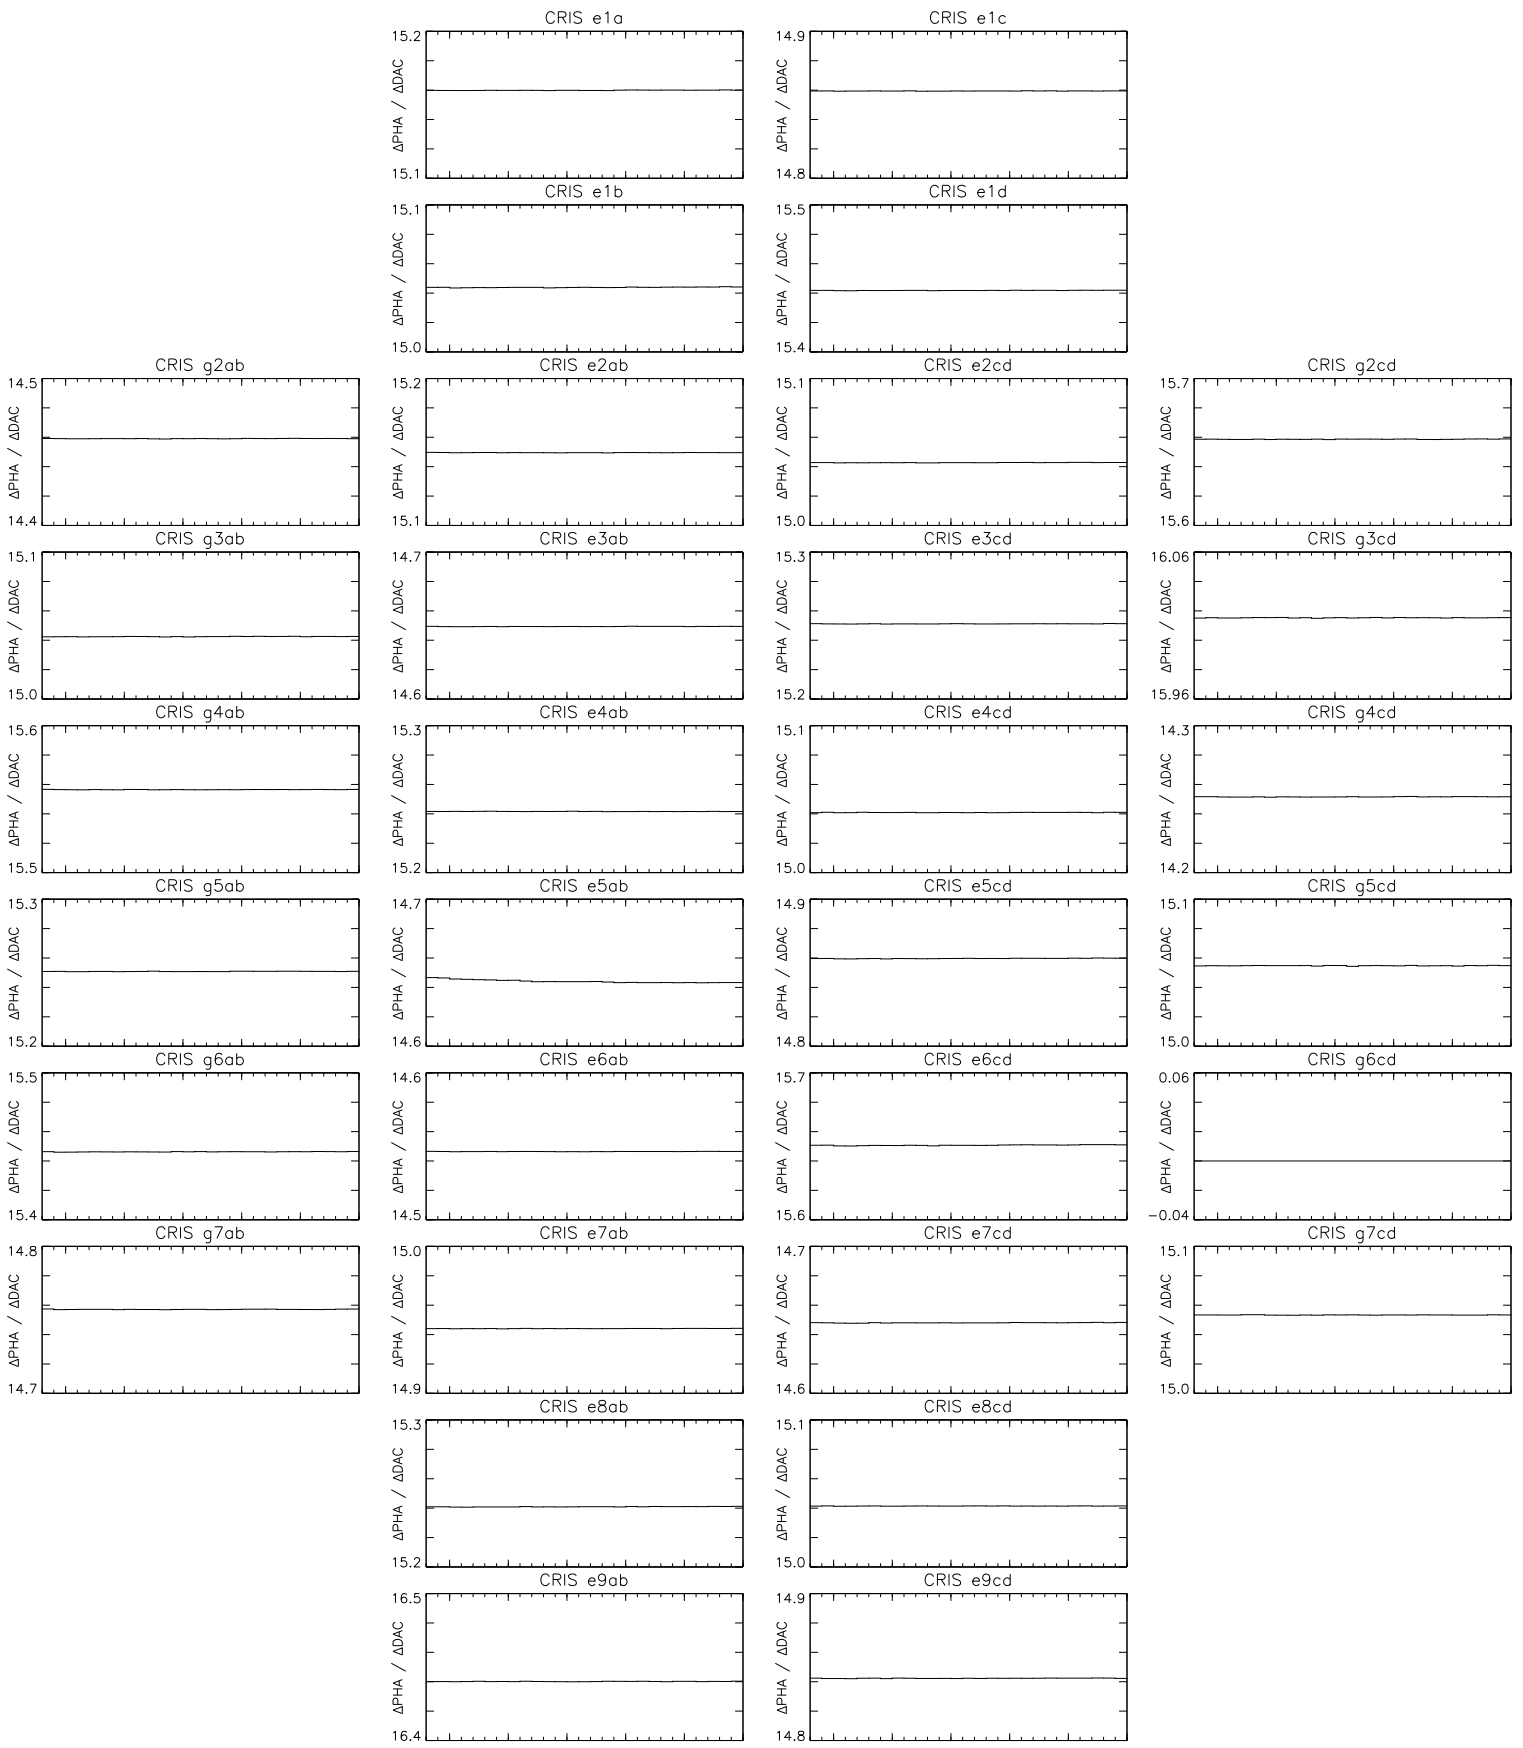 CRIS e1a
CRIS e1c
15.2
ΔPHA / ΔDAC
15.1
14.9
ΔPHA / ΔDAC
14.8
CRIS e1b
CRIS e1d
15.1
ΔPHA / ΔDAC
15.0
15.5
ΔPHA / ΔDAC
15.4
CRIS g2ab
CRIS e2ab
CRIS e2cd
CRIS g2cd
14.5
ΔPHA / ΔDAC
14.4
15.2
ΔPHA / ΔDAC
15.1
15.1
ΔPHA / ΔDAC
15.0
15.7
ΔPHA / ΔDAC
15.6
CRIS g3ab
CRIS e3ab
CRIS e3cd
CRIS g3cd
15.1
ΔPHA / ΔDAC
15.0
14.7
ΔPHA / ΔDAC
14.6
15.3
ΔPHA / ΔDAC
15.2
16.06
ΔPHA / ΔDAC
15.96
CRIS g4ab
CRIS e4ab
CRIS e4cd
CRIS g4cd
15.6
ΔPHA / ΔDAC
15.5
15.3
ΔPHA / ΔDAC
15.2
15.1
ΔPHA / ΔDAC
15.0
14.3
ΔPHA / ΔDAC
14.2
CRIS g5ab
CRIS e5ab
CRIS e5cd
CRIS g5cd
15.3
ΔPHA / ΔDAC
15.2
14.7
ΔPHA / ΔDAC
14.6
14.9
ΔPHA / ΔDAC
14.8
15.1
ΔPHA / ΔDAC
15.0
CRIS g6ab
CRIS e6ab
CRIS e6cd
CRIS g6cd
15.5
ΔPHA / ΔDAC
15.4
14.6
ΔPHA / ΔDAC
14.5
15.7
ΔPHA / ΔDAC
15.6
0.06
ΔPHA / ΔDAC
−0.04
CRIS g7ab
CRIS e7ab
CRIS e7cd
CRIS g7cd
14.8
ΔPHA / ΔDAC
14.7
15.0
ΔPHA / ΔDAC
14.9
14.7
ΔPHA / ΔDAC
14.6
15.1
ΔPHA / ΔDAC
15.0
CRIS e8ab
CRIS e8cd
15.3
ΔPHA / ΔDAC
15.2
15.1
ΔPHA / ΔDAC
15.0
CRIS e9ab
CRIS e9cd
16.5
ΔPHA / ΔDAC
16.4
14.9
ΔPHA / ΔDAC
14.8